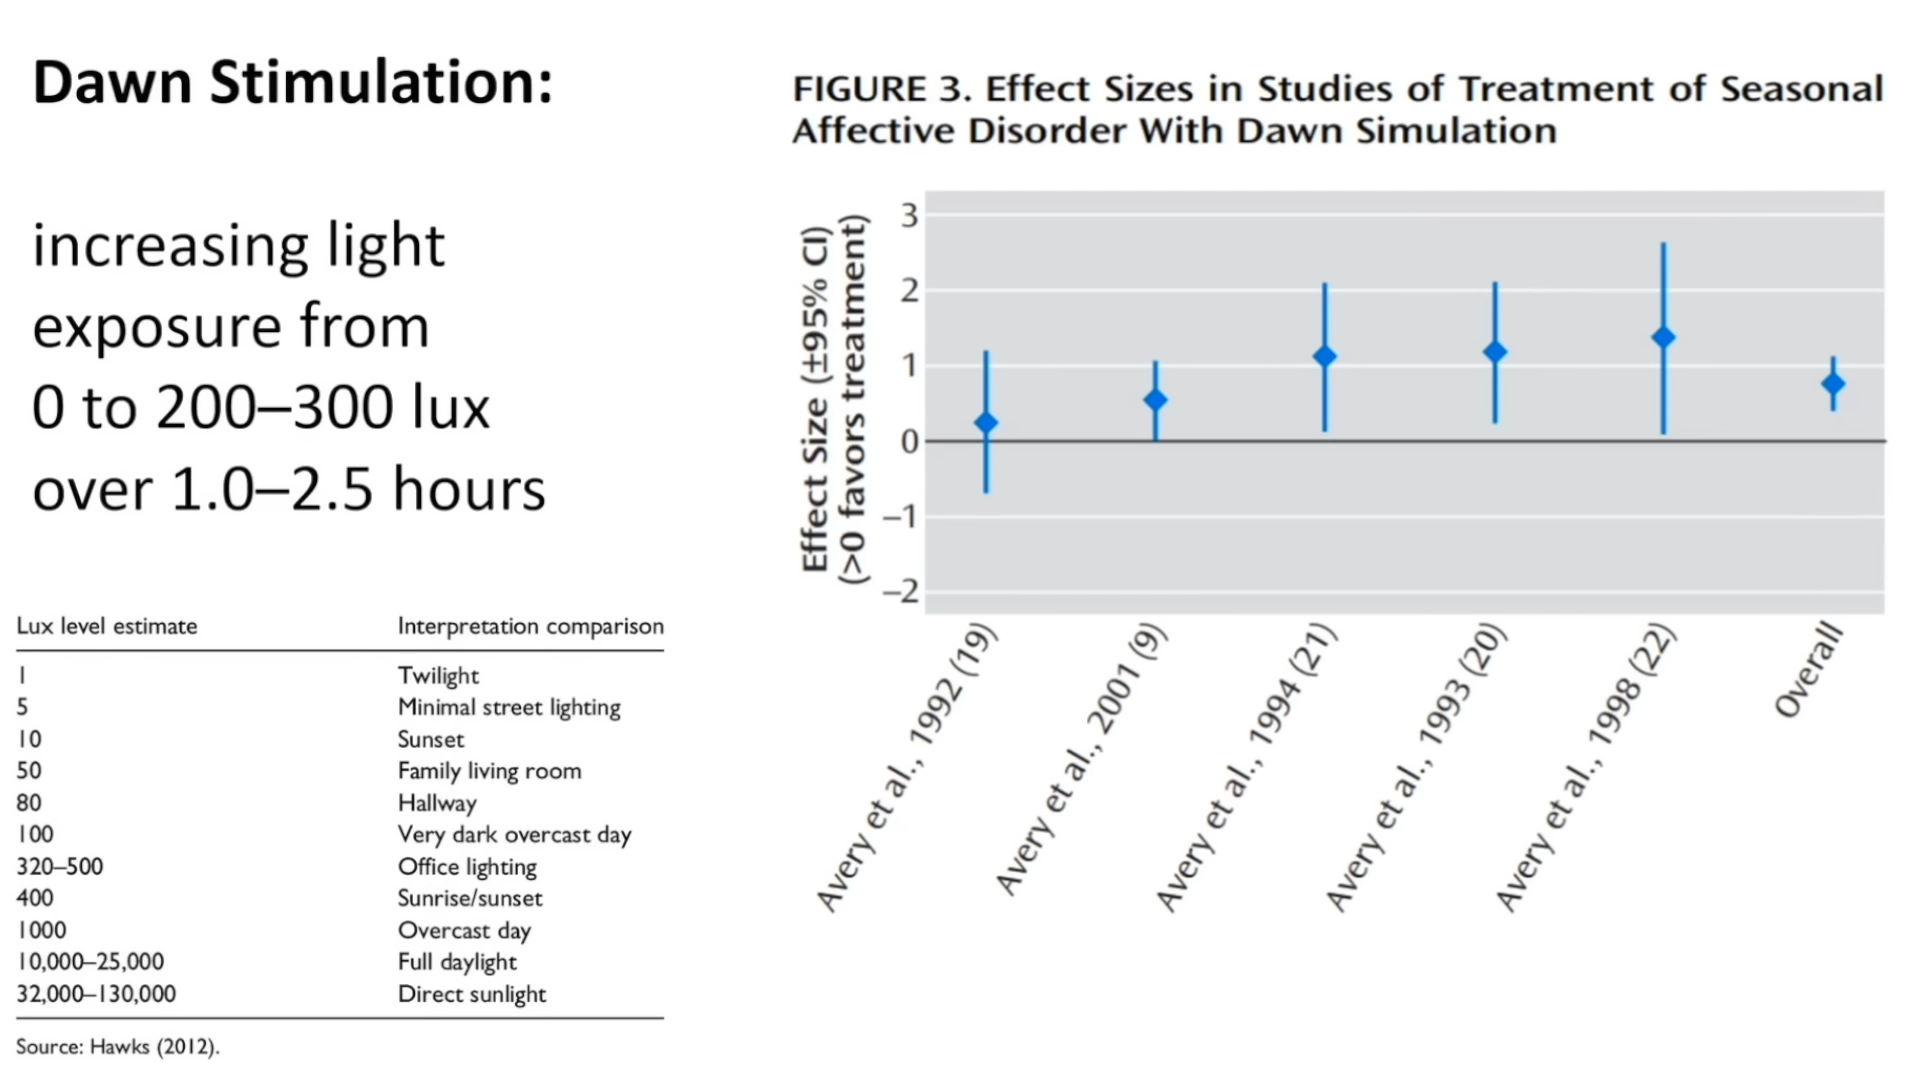 Dawn Stimulation:
increasing light
exposure from
0 to 200–300 lux
over 1.0–2.5 hours
Lux level estimate Interpretation comparison
1 Twilight
5 Minimal street lighting
10 Sunset
50 Family living room
80 Hallway
100 Very dark overcast day
320–500 Office lighting
400 Sunrise/sunset
1000 Overcast day
10,000–25,000 Full daylight
32,000–130,000 Direct sunlight
Source: Hawks (2012).
FIGURE 3. Effect Sizes in Studies of Treatment of Seasonal
Affective Disorder With Dawn Simulation
Effect Size (±95% CI)
(>0 favors treatment)
3
2
1
0
–1
–2
Avery et al., 1992 (19)
Avery et al., 2001 (9)
Avery et al., 1994 (21)
Avery et al., 1993 (20)
Avery et al., 1998 (22)
Overall